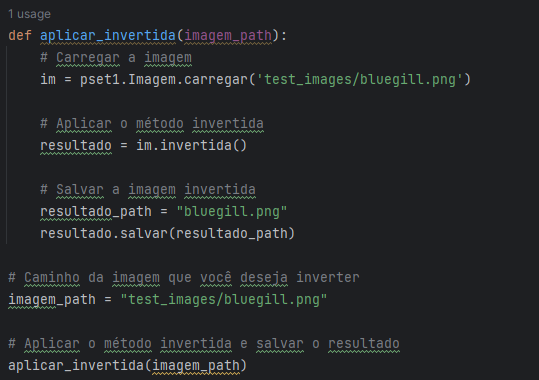 1 usage
def aplicar_invertida(imagem_path):
# Carregar a imagem
im = pset1.Imagem.carregar('test_images/bluegill.png')
# Aplicar o método invertida
resultado = im.invertida()
# Salvar a imagem invertida
resultado_path = "bluegill.png"
resultado.salvar(resultado_path)
# Caminho da imagem que você deseja inverter
imagem_path = "test_images/bluegill.png"
# Aplicar o método invertida e salvar o resultado
aplicar_invertida(imagem_path)